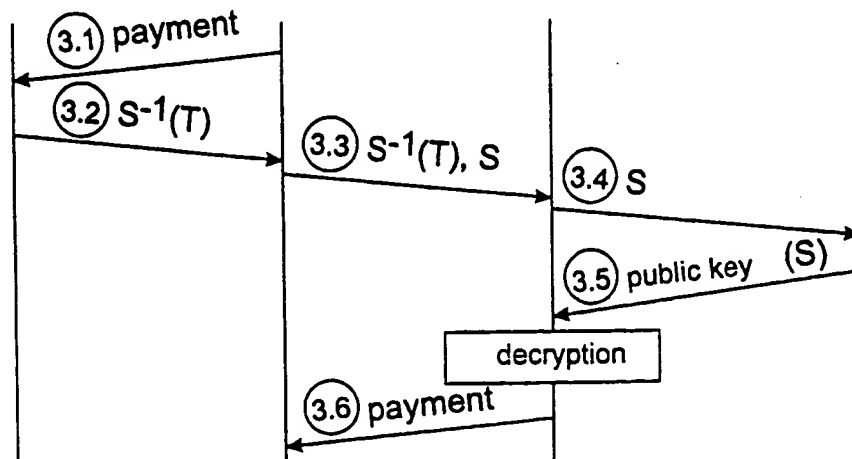 3.1 payment
3.2 S-1(T)
3.3 S-1(T), S
3.4 S
3.5 public key (S)
decryption
3.6 payment